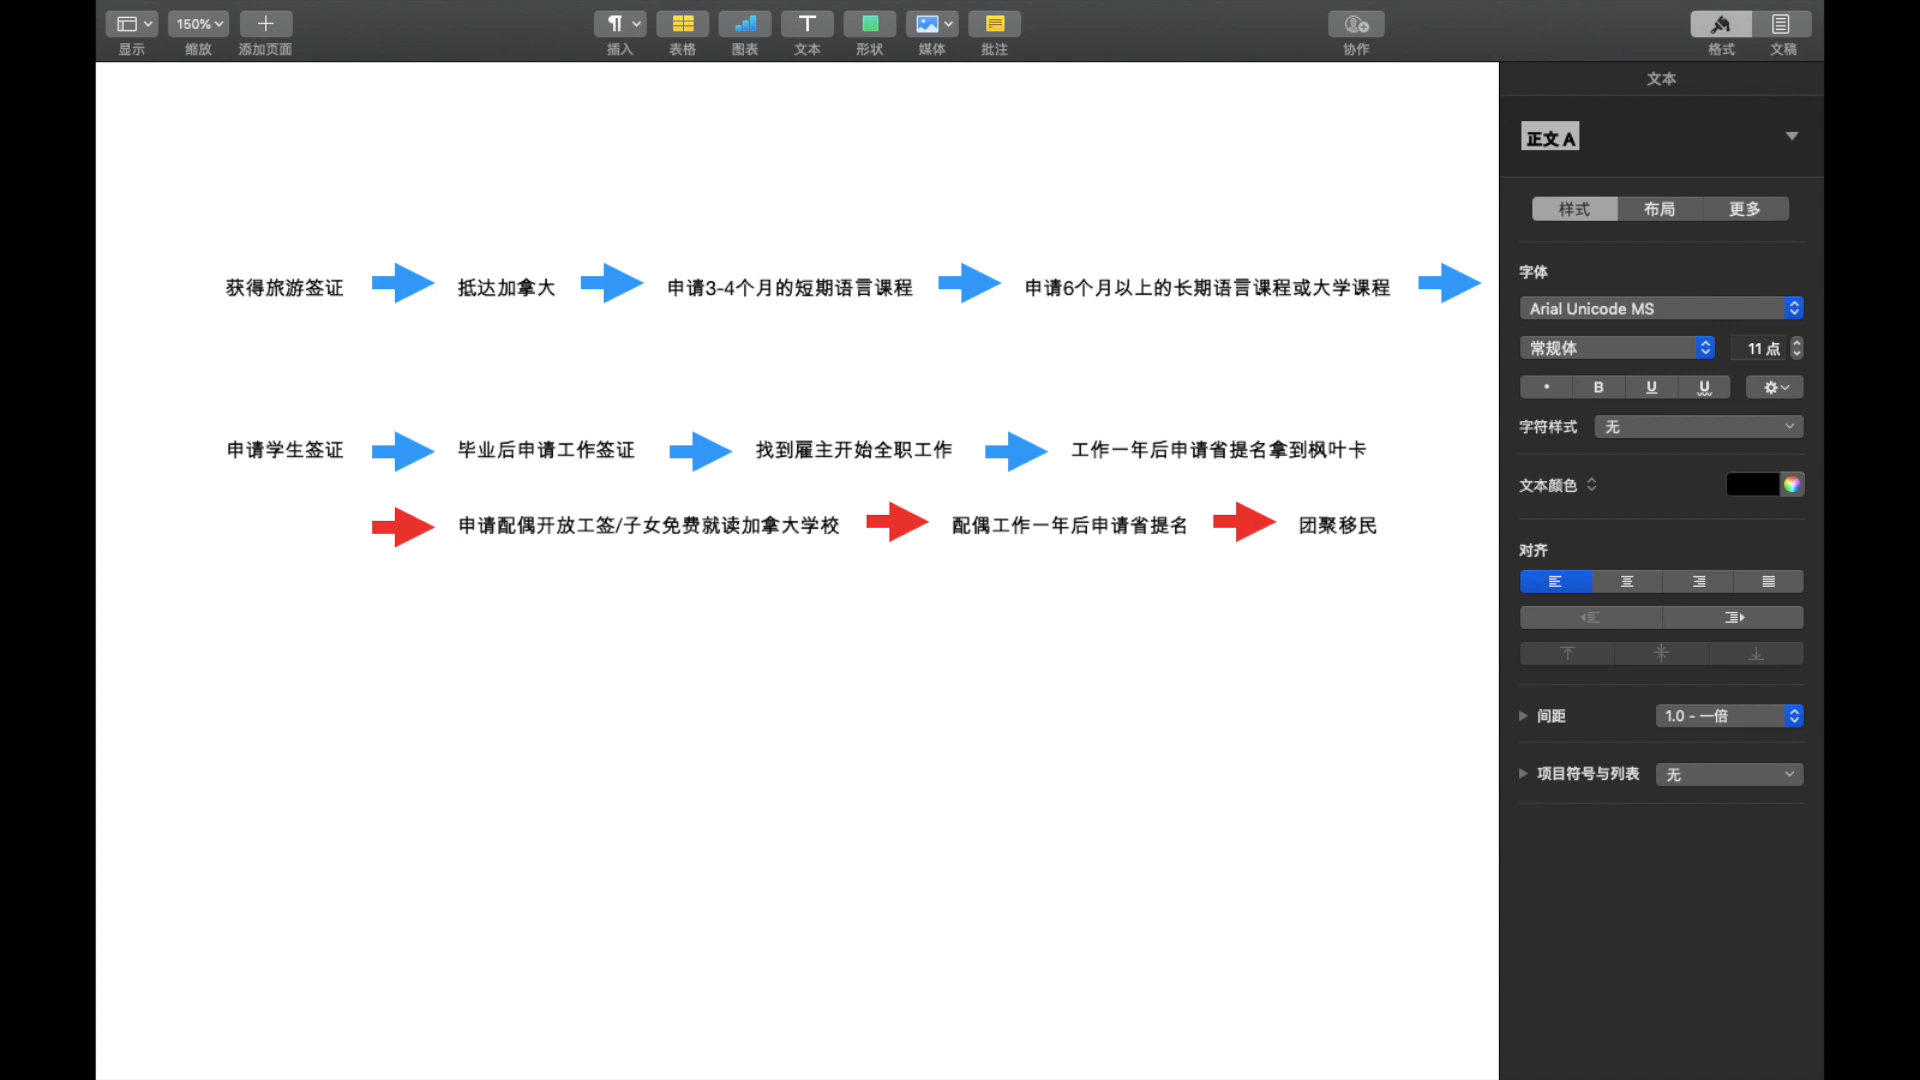 150%
显示 缩放 添加页面 插入 表格 图表 文本 形状 媒体 批注 协作 格式 文稿
文本
正文 A
样式 布局 更多
获得旅游签证 抵达加拿大 申请3-4个月的短期语言课程 申请6个月以上的长期语言课程或大学课程
字体
Arial Unicode MS
常规体 11 点
B U U
字符样式 无
申请学生签证 毕业后申请工作签证 找到雇主开始全职工作 工作一年后申请省提名拿到枫叶卡
文本颜色
申请配偶开放工签/子女免费就读加拿大学校 配偶工作一年后申请省提名 团聚移民
对齐
间距 1.0 - 一倍
项目符号与列表 无